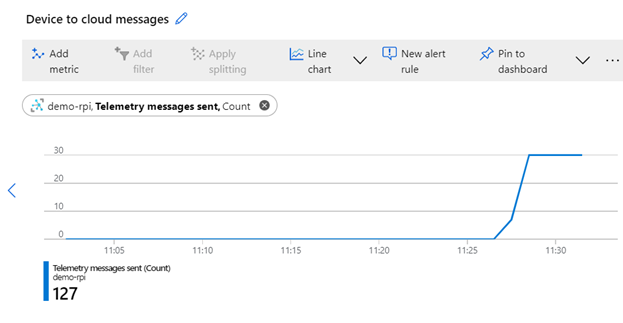 Device to cloud messages
Add metric
Add filter
Apply splitting
Line chart
New alert rule
Pin to dashboard
...
demo-rpi, Telemetry messages sent, Count
30
20
10
0
11:05 11:10 11:15 11:20 11:25 11:30
Telemetry messages sent (Count)
demo-rpi
127